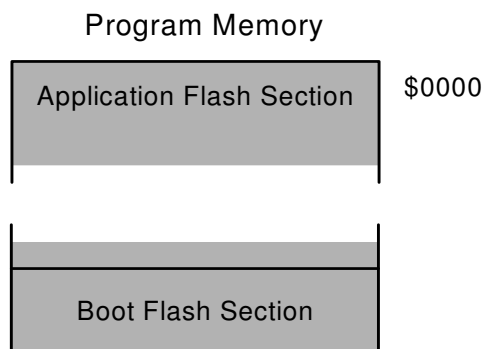 Program Memory
Application Flash Section
$0000
Boot Flash Section